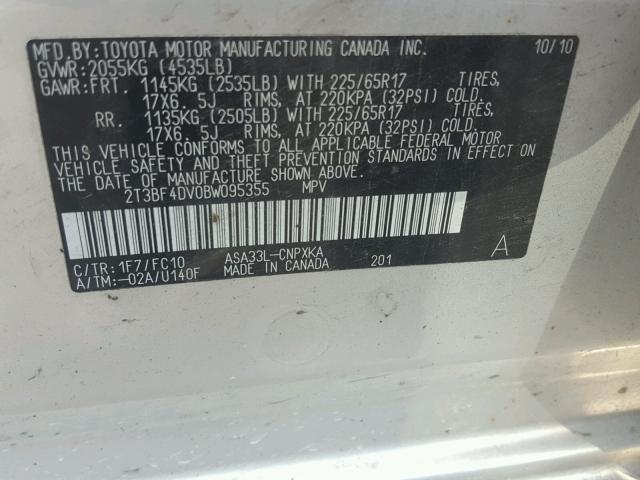 MFD.BY:TOYOTA MOTOR MANUFACTURING CANADA INC. 10/10
GVWR:2055KG (4535LB)
GAWR:FRT. 1145KG (2535LB) WITH 225/65R17 TIRES,
17X6. 5J RIMS, AT 220KPA (32PSI) COLD.
RR. 1135KG (2505LB) WITH 225/65R17 TIRES,
17X6. 5J RIMS, AT 220KPA (32PSI) COLD.
THIS VEHICLE CONFORMS TO ALL APPLICABLE FEDERAL MOTOR
VEHICLE SAFETY AND THEFT PREVENTION STANDARDS IN EFFECT
ON THE DATE OF MANUFACTURE SHOWN ABOVE.
2T3BF4DV0BW095355 MPV
C/TR:1F7/FC10 ASA33L-CNPXKA
A/TM:-02A/U140F MADE IN CANADA 201 A